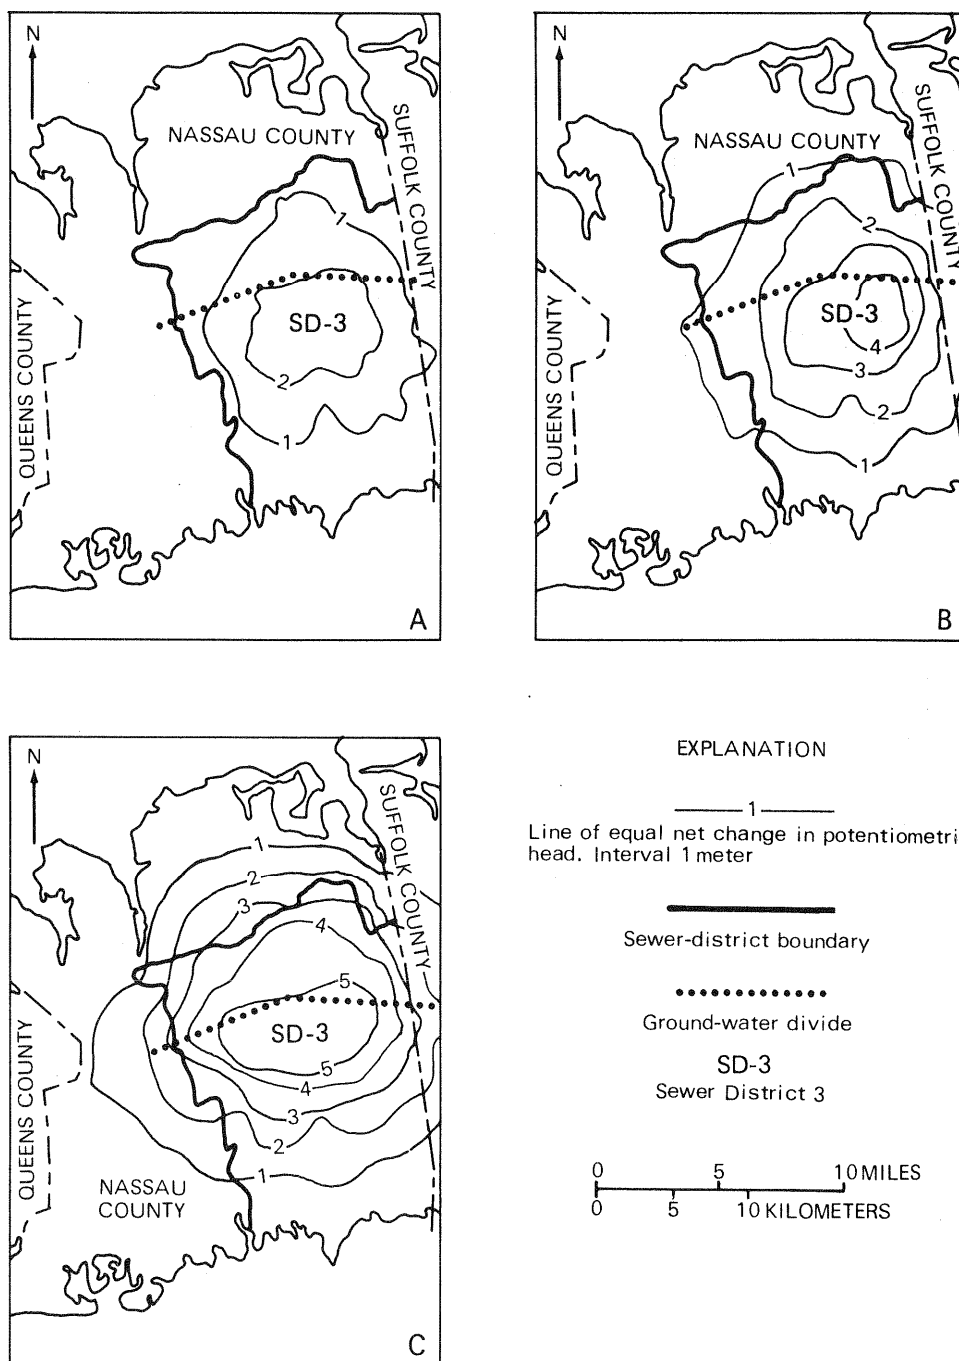 N
NASSAU COUNTY
SUFFOLK COUNTY
QUEENS COUNTY
1
SD-3
2
1
A
N
NASSAU COUNTY
SUFFOLK COUNTY
QUEENS COUNTY
1
2
SD-3
4
3
2
1
B
N
SUFFOLK COUNTY
QUEENS COUNTY
1
2
3
4
5
SD-3
5
4
3
2
1
NASSAU
COUNTY
C
EXPLANATION
1
Line of equal net change in potentiometri
head. Interval 1 meter
Sewer-district boundary
Ground-water divide
SD-3
Sewer District 3
0 5 10 MILES
0 5 10 KILOMETERS